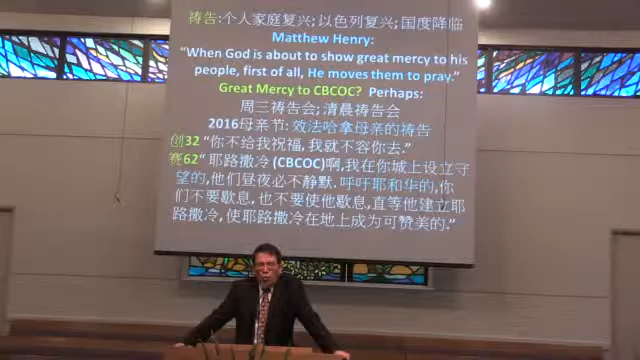 祷告:个人家庭复兴;以色列复兴;国度降临
Matthew Henry:
“When God is about to show great mercy to his
people, first of all, He moves them to pray.”
Great Mercy to CBCOC? Perhaps:
周三祷告会;清晨祷告会
2016母亲节: 效法哈拿母亲的祷告
创32 “你不给我祝福, 我就不容你去.”
赛62“ 耶路撒冷 (CBCOC)啊,我在你城上设立守
望的,他们昼夜必不静默. 呼吁耶和华的,你
们不要歇息, 也不要使他歇息,直等他建立耶
路撒冷, 使耶路撒冷在地上成为可赞美的.”